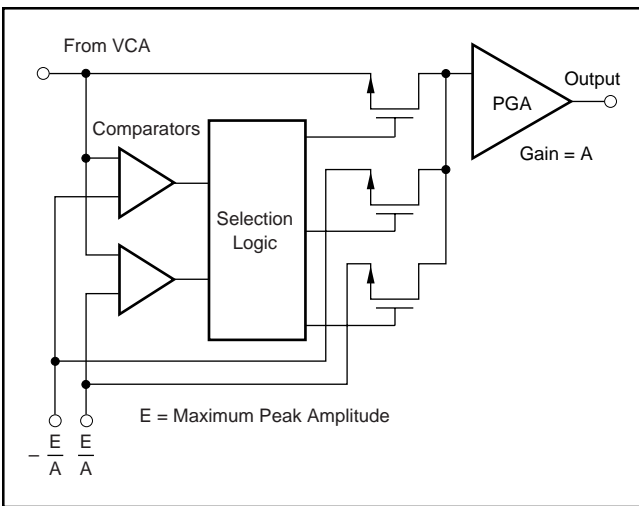 From VCA
Output
PGA
Comparators
Gain = A
Selection
Logic
E = Maximum Peak Amplitude
– E/A E/A